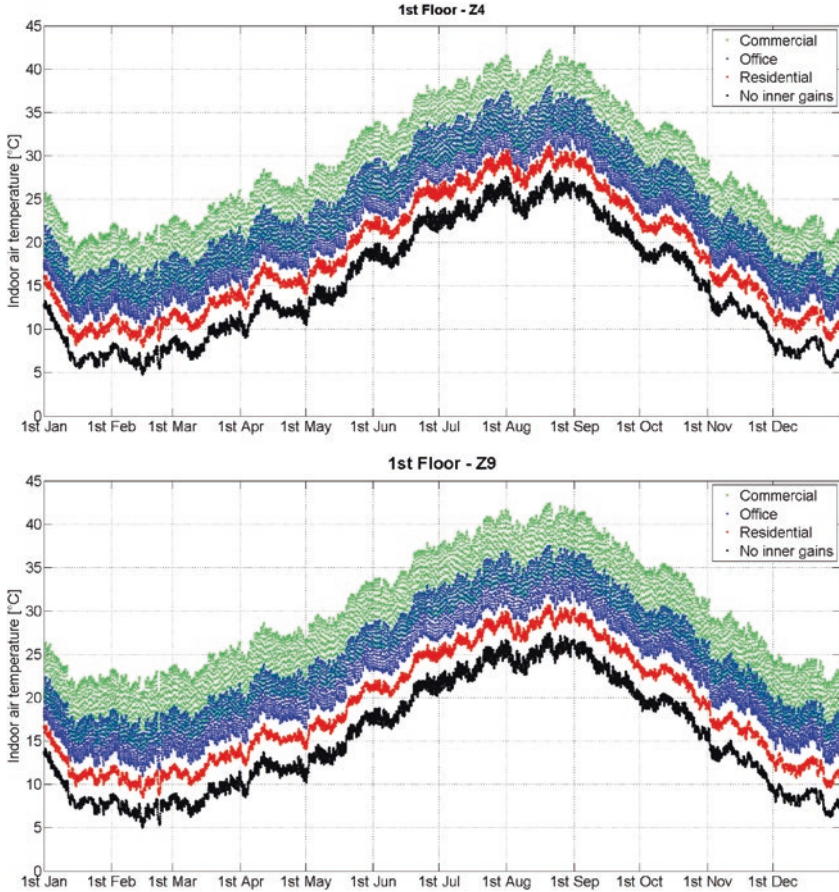 1st Floor - Z4
45
40
35
30
25
20
15
10
5
0
Indoor air temperature [°C]
Commercial
Office
Residential
No inner gains
1st Jan 1st Feb 1st Mar 1st Apr 1st May 1st Jun 1st Jul 1st Aug 1st Sep 1st Oct 1st Nov 1st Dec
1st Floor - Z9
45
40
35
30
25
20
15
10
5
0
Indoor air temperature [°C]
Commercial
Office
Residential
No inner gains
1st Jan 1st Feb 1st Mar 1st Apr 1st May 1st Jun 1st Jul 1st Aug 1st Sep 1st Oct 1st Nov 1st Dec